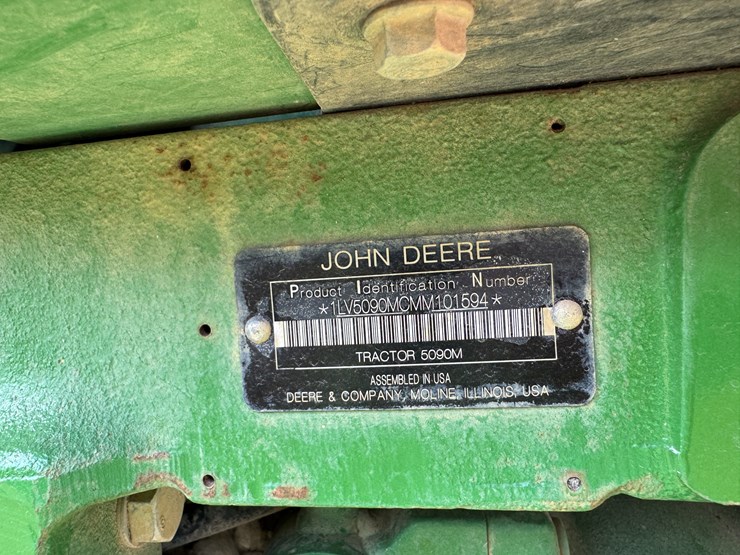 JOHN DEERE
Product Identification Number
*1LV5090MCMM101594*
TRACTOR 5090M
ASSEMBLED IN USA
DEERE & COMPANY, MOLINE, ILLINOIS, USA